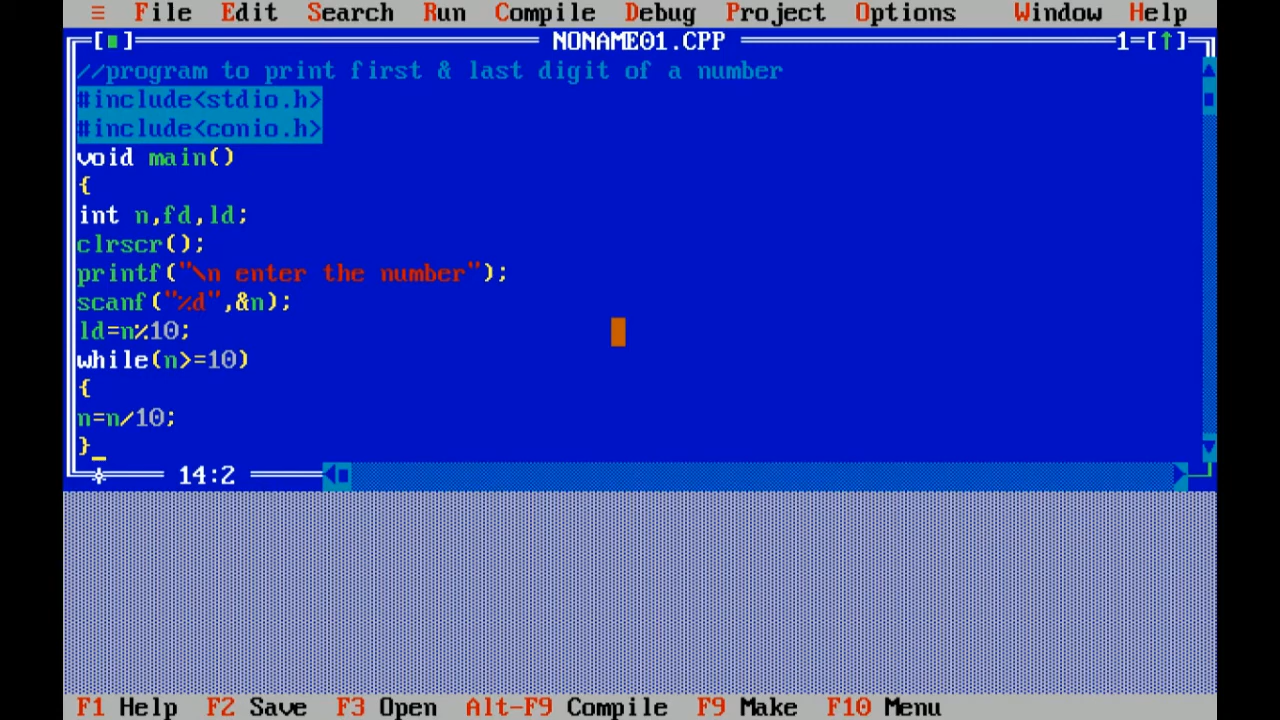 ≡ File Edit Search Run Compile Debug Project Options Window Help
[■] NONAME01.CPP 1=[↑]
//program to print first & last digit of a number
#include<stdio.h>
#include<conio.h>
void main()
{
int n,fd,ld;
clrscr();
printf("\n enter the number");
scanf("%d",&n);
ld=n%10;
while(n>=10)
{
n=n/10;
}
14:2
F1 Help F2 Save F3 Open Alt-F9 Compile F9 Make F10 Menu